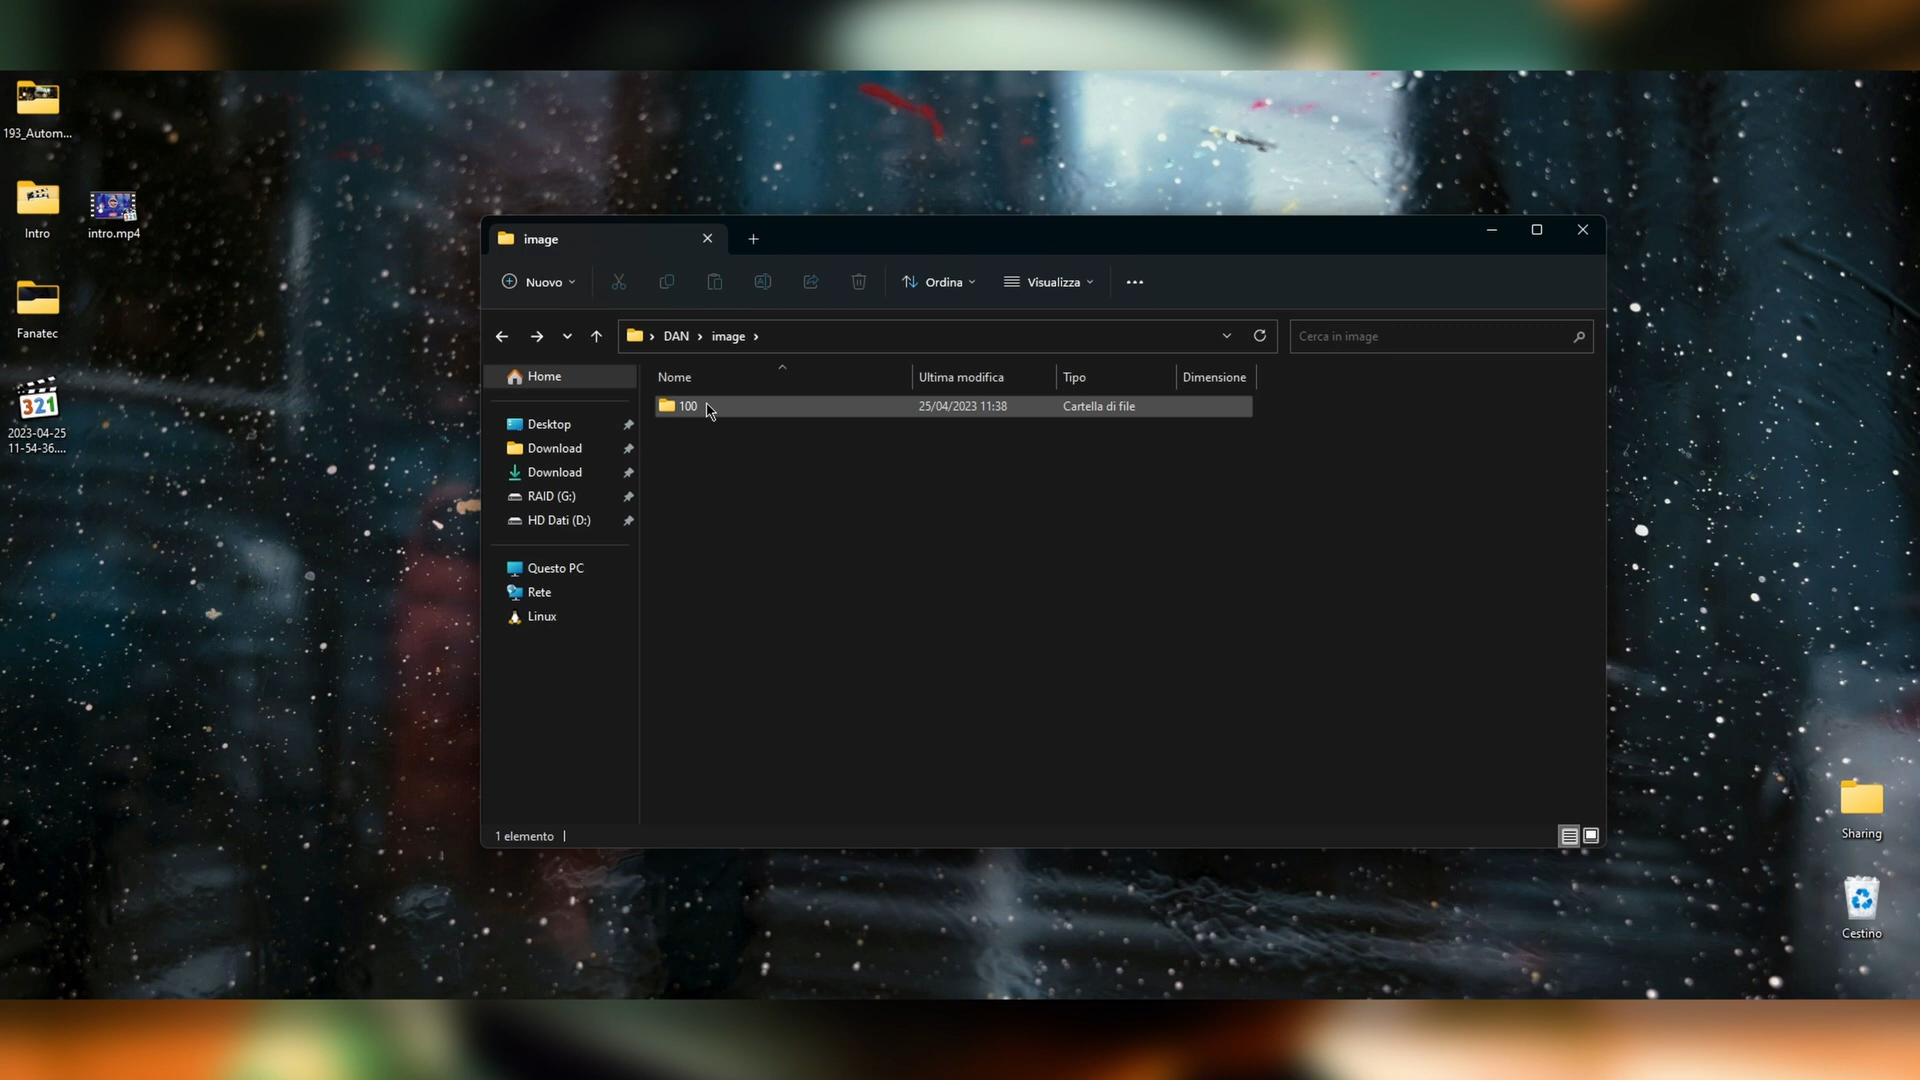 193_Autom...
Intro
intro.mp4
Fanatec
321
2023-04-25
11-54-36....
image
Nuovo
Ordina
Visualizza
DAN
image
Cerca in image
Home
Desktop
Download
Download
RAID (G:)
HD Dati (D:)
Questo PC
Rete
Linux
Nome
Ultima modifica
Tipo
Dimensione
100
25/04/2023 11:38
Cartella di file
1 elemento
Sharing
Cestino